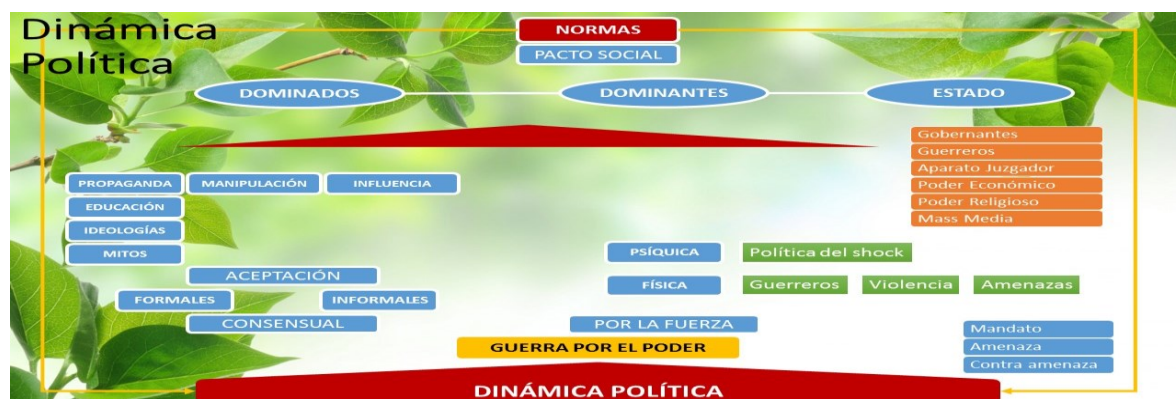 Dinámica
Política
NORMAS
PACTO SOCIAL
DOMINADOS
DOMINANTES
ESTADO
Gobernantes
Guerreros
Aparato Juzgador
Poder Económico
Poder Religioso
Mass Media
PROPAGANDA
MANIPULACIÓN
INFLUENCIA
EDUCACIÓN
IDEOLOGÍAS
MITOS
PSÍQUICA
Política del shock
ACEPTACIÓN
FÍSICA
Guerreros
Violencia
Amenazas
FORMALES
INFORMALES
CONSENSUAL
POR LA FUERZA
Mandato
Amenaza
Contra amenaza
GUERRA POR EL PODER
DINÁMICA POLÍTICA